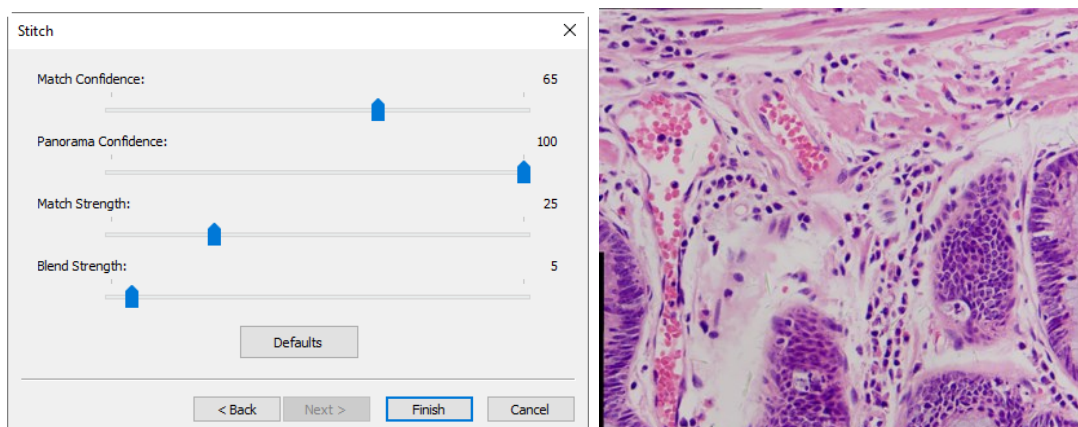 Stitch
Match Confidence: 65
Panorama Confidence: 100
Match Strength: 25
Blend Strength: 5
Defaults
< Back Next > Finish Cancel